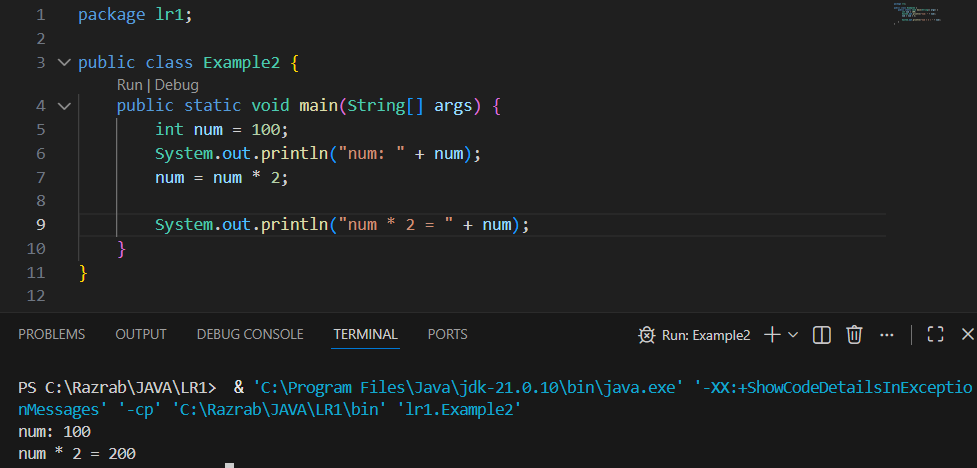 1 package lr1;
2
3 public class Example2 {
Run | Debug
4 public static void main(String[] args) {
5 int num = 100;
6 System.out.println("num: " + num);
7 num = num * 2;
8
9 System.out.println("num * 2 = " + num);
10 }
11 }
12
PROBLEMS OUTPUT DEBUG CONSOLE TERMINAL PORTS Run: Example2
PS C:\Razrab\JAVA\LR1> & 'C:\Program Files\Java\jdk-21.0.10\bin\java.exe' '-XX:+ShowCodeDetailsInExceptio
nMessages' '-cp' 'C:\Razrab\JAVA\LR1\bin' 'lr1.Example2'
num: 100
num * 2 = 200